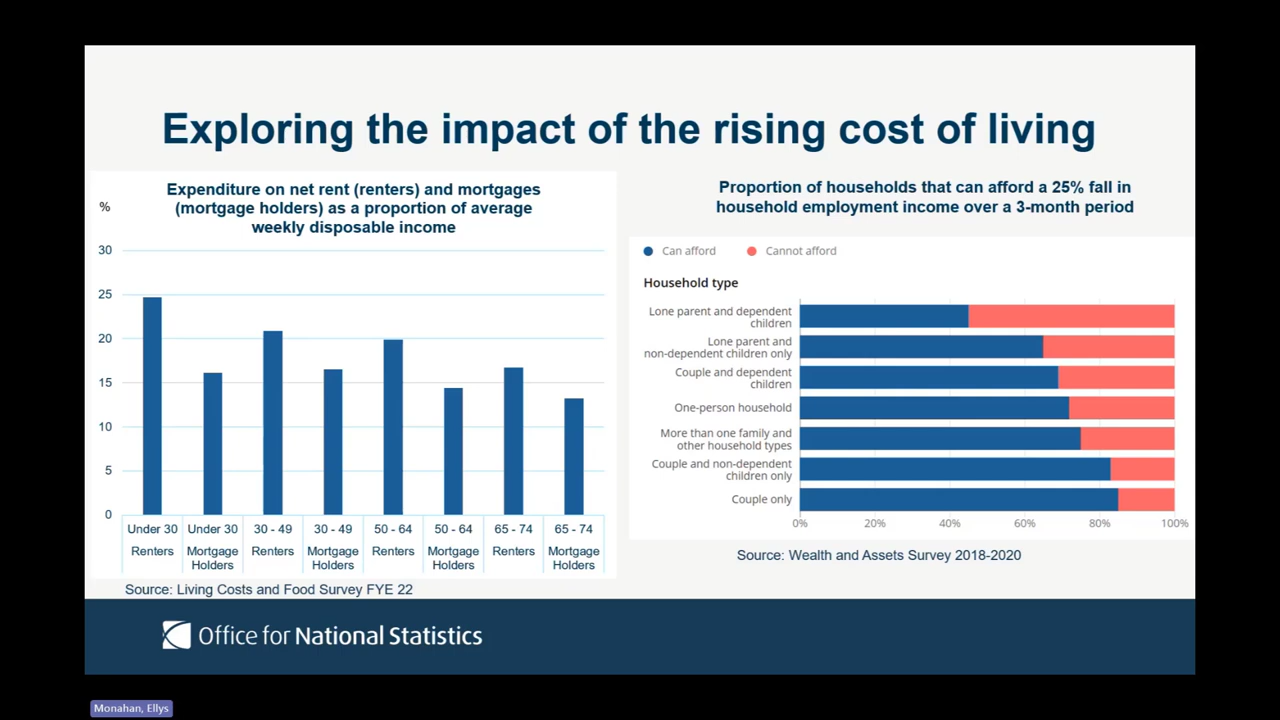 Exploring the impact of the rising cost of living
Expenditure on net rent (renters) and mortgages
(mortgage holders) as a proportion of average
weekly disposable income
%
30
25
20
15
10
5
0
Under 30 Under 30 30 - 49 30 - 49 50 - 64 50 - 64 65 - 74 65 - 74
Renters Mortgage Renters Mortgage Renters Mortgage Renters Mortgage
Holders Holders Holders Holders
Source: Living Costs and Food Survey FYE 22
Proportion of households that can afford a 25% fall in
household employment income over a 3-month period
Can afford Cannot afford
Household type
Lone parent and dependent
children
Lone parent and
non-dependent children only
Couple and dependent
children
One-person household
More than one family and
other household types
Couple and non-dependent
children only
Couple only
0% 20% 40% 60% 80% 100%
Source: Wealth and Assets Survey 2018-2020
Office for National Statistics
Monahan, Ellys